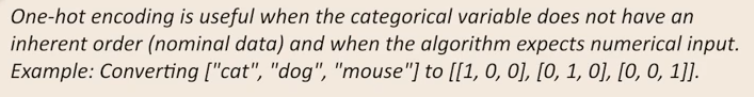 One-hot encoding is useful when the categorical variable does not have an
inherent order (nominal data) and when the algorithm expects numerical input.
Example: Converting ["cat", "dog", "mouse"] to [[1, 0, 0], [0, 1, 0], [0, 0, 1]].